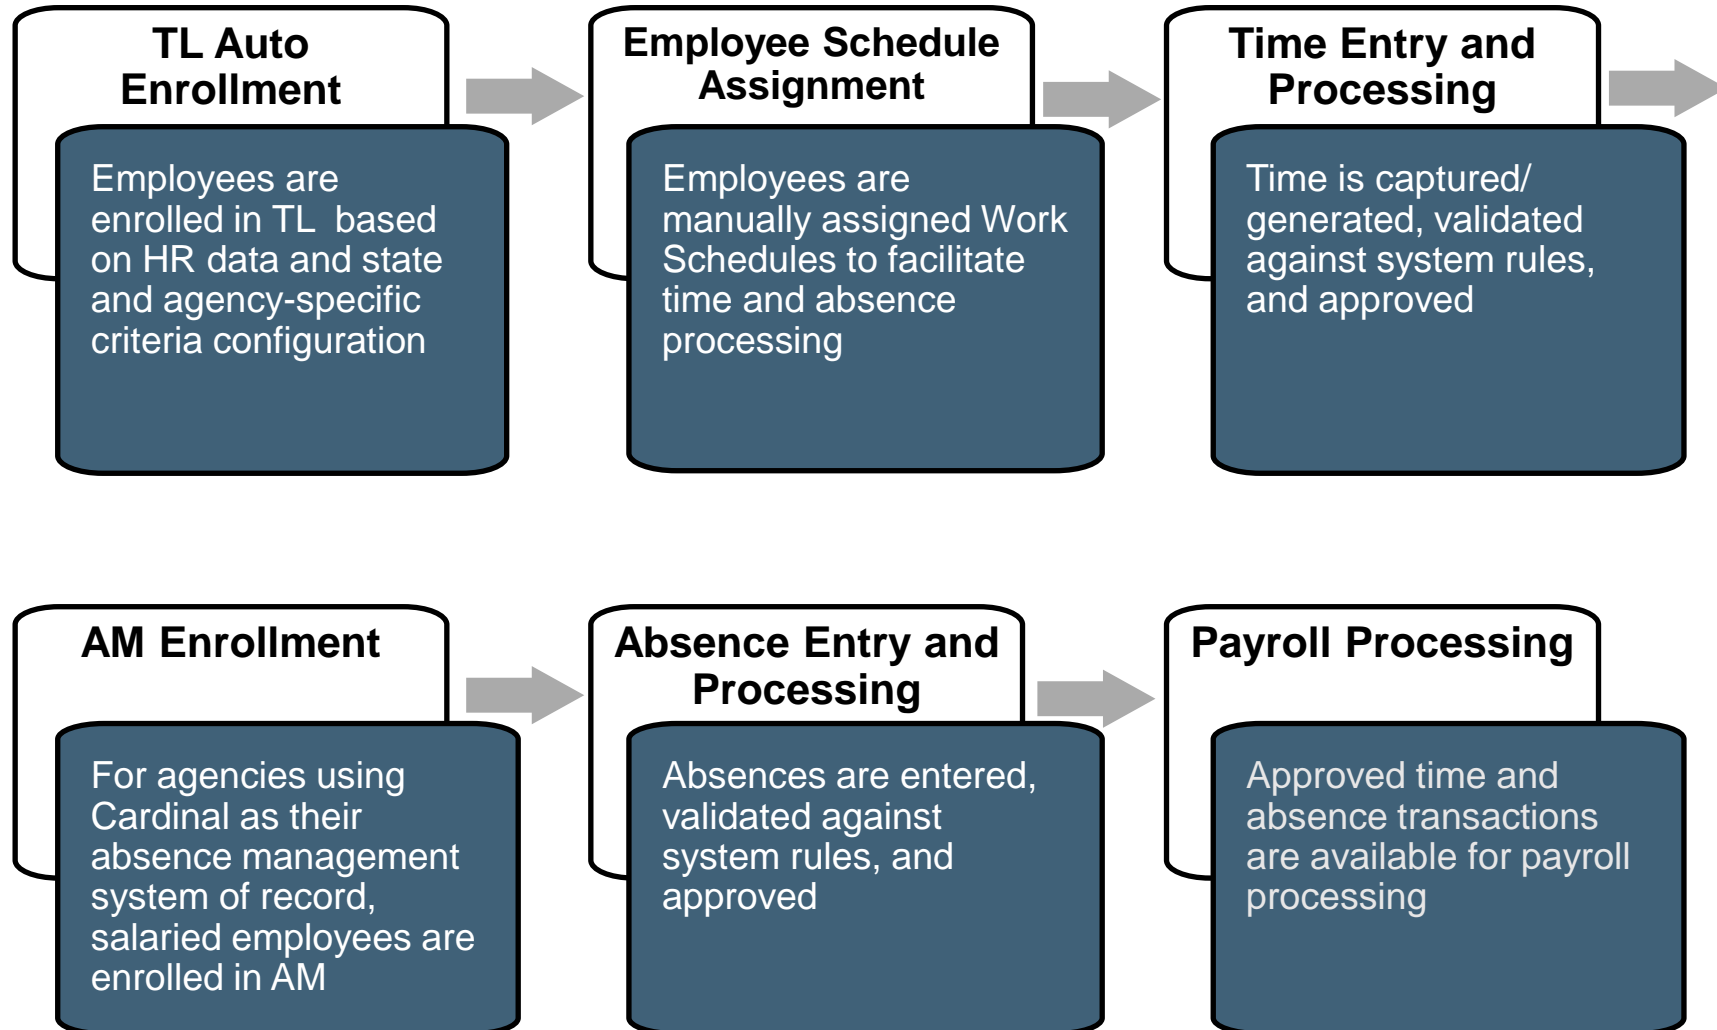 TL Auto
Enrollment
Employees are
enrolled in TL  based
on HR data and state
and agency-specific
criteria configuration
Employee Schedule
Assignment
Employees are
manually assigned Work
Schedules to facilitate
time and absence
processing
Time Entry and
Processing
Time is captured/
generated, validated
against system rules,
and approved
AM Enrollment
For agencies using
Cardinal as their
absence management
system of record,
salaried employees are
enrolled in AM
Absence Entry and
Processing
Absences are entered,
validated against
system rules, and
approved
Payroll Processing
Approved time and
absence transactions
are available for payroll
processing